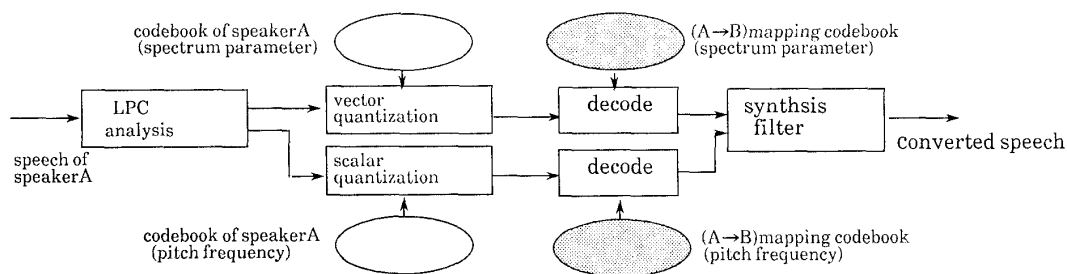 codebook of speakerA
(spectrum parameter)
(A→B)mapping codebook
(spectrum parameter)
LPC
analysis
vector
quantization
decode
synthsis
filter
speech of
speakerA
Converted speech
scalar
quantization
decode
codebook of speakerA
(pitch frequency)
(A→B)mapping codebook
(pitch frequency)